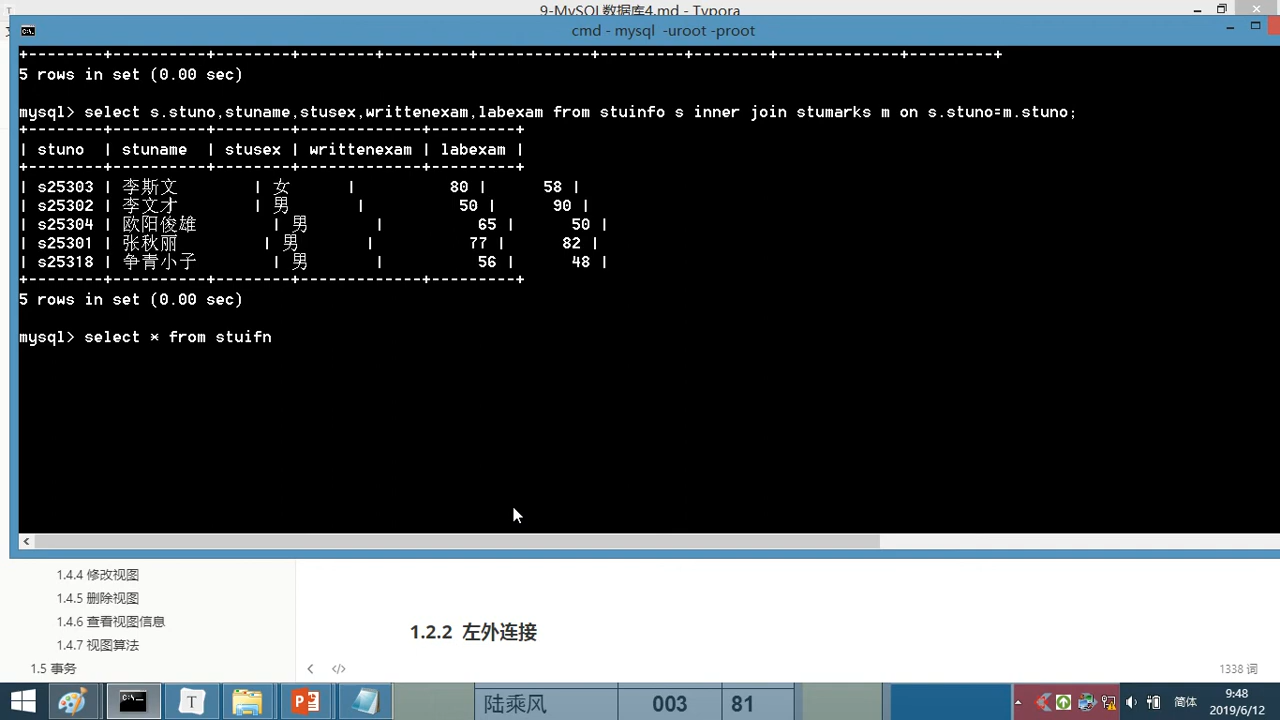 9-MySQL数据库4.md - Typora
cmd - mysql -uroot -proot
+--------+----------+--------+--------+-----------+----------+--------+-------------+---------+
5 rows in set (0.00 sec)
mysql> select s.stuno,stuname,stusex,writtenexam,labexam from stuinfo s inner join stumarks m on s.stuno=m.stuno;
+--------+----------+--------+-------------+---------+
| stuno  | stuname  | stusex | writtenexam | labexam |
+--------+----------+--------+-------------+---------+
| s25303 | 李斯文 | 女 | 80 | 58 |
| s25302 | 李文才 | 男 | 50 | 90 |
| s25304 | 欧阳俊雄 | 男 | 65 | 50 |
| s25301 | 张秋丽 | 男 | 77 | 82 |
| s25318 | 争青小子 | 男 | 56 | 48 |
+--------+----------+--------+-------------+---------+
5 rows in set (0.00 sec)
mysql> select * from stuifn
1.4.4 修改视图
1.4.5 删除视图
1.4.6 查看视图信息
1.4.7 视图算法
1.5 事务
1.2.2 左外连接
1338 词
陆乘风 003 81
简体
9:48
2019/6/12